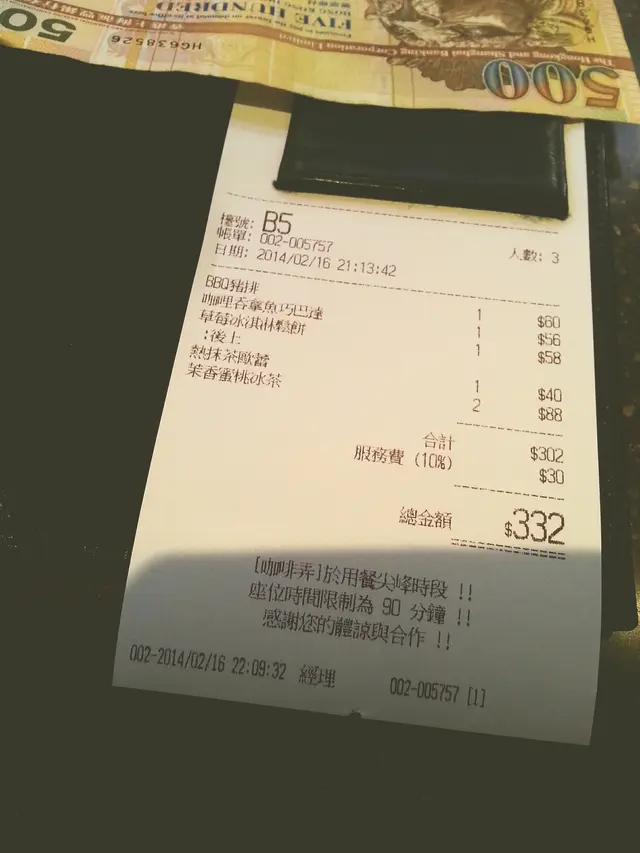 50
HG638526
FIVE HUNDRED
The Hongkong and Shanghai Banking Corporation Limited
500
檯號: B5
帳單: 002-005757 人數: 3
日期: 2014/02/16 21:13:42
BBQ豬排 1 $60
咖哩吞拿魚巧巴達 1 $56
草莓冰淇淋鬆餅 1 $58
:後上
熱抹茶歐蕾 1 $40
茉香蜜桃冰茶 2 $88
合計 $302
服務費 (10%) $30
總金額 $332
[咖啡弄]於用餐尖峰時段 !!
座位時間限制為 90 分鐘 !!
感謝您的體諒與合作 !!
002-2014/02/16 22:09:32 經理 002-005757 [1]